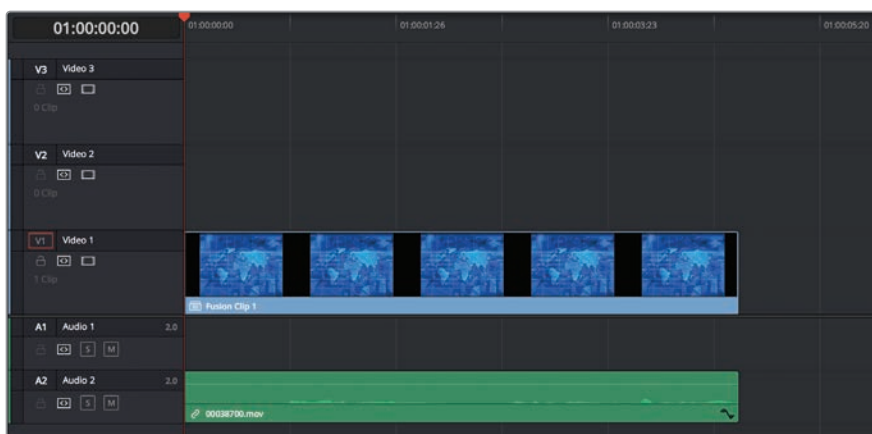 01:00:00:00
01:00:00:00 01:00:01:26 01:00:03:23 01:00:05:20
V3 Video 3
0 Clip
V2 Video 2
0 Clip
V1 Video 1
1 Clip
Fusion Clip 1
A1 Audio 1 2.0
S M
A2 Audio 2 2.0
S M
00038700.mov